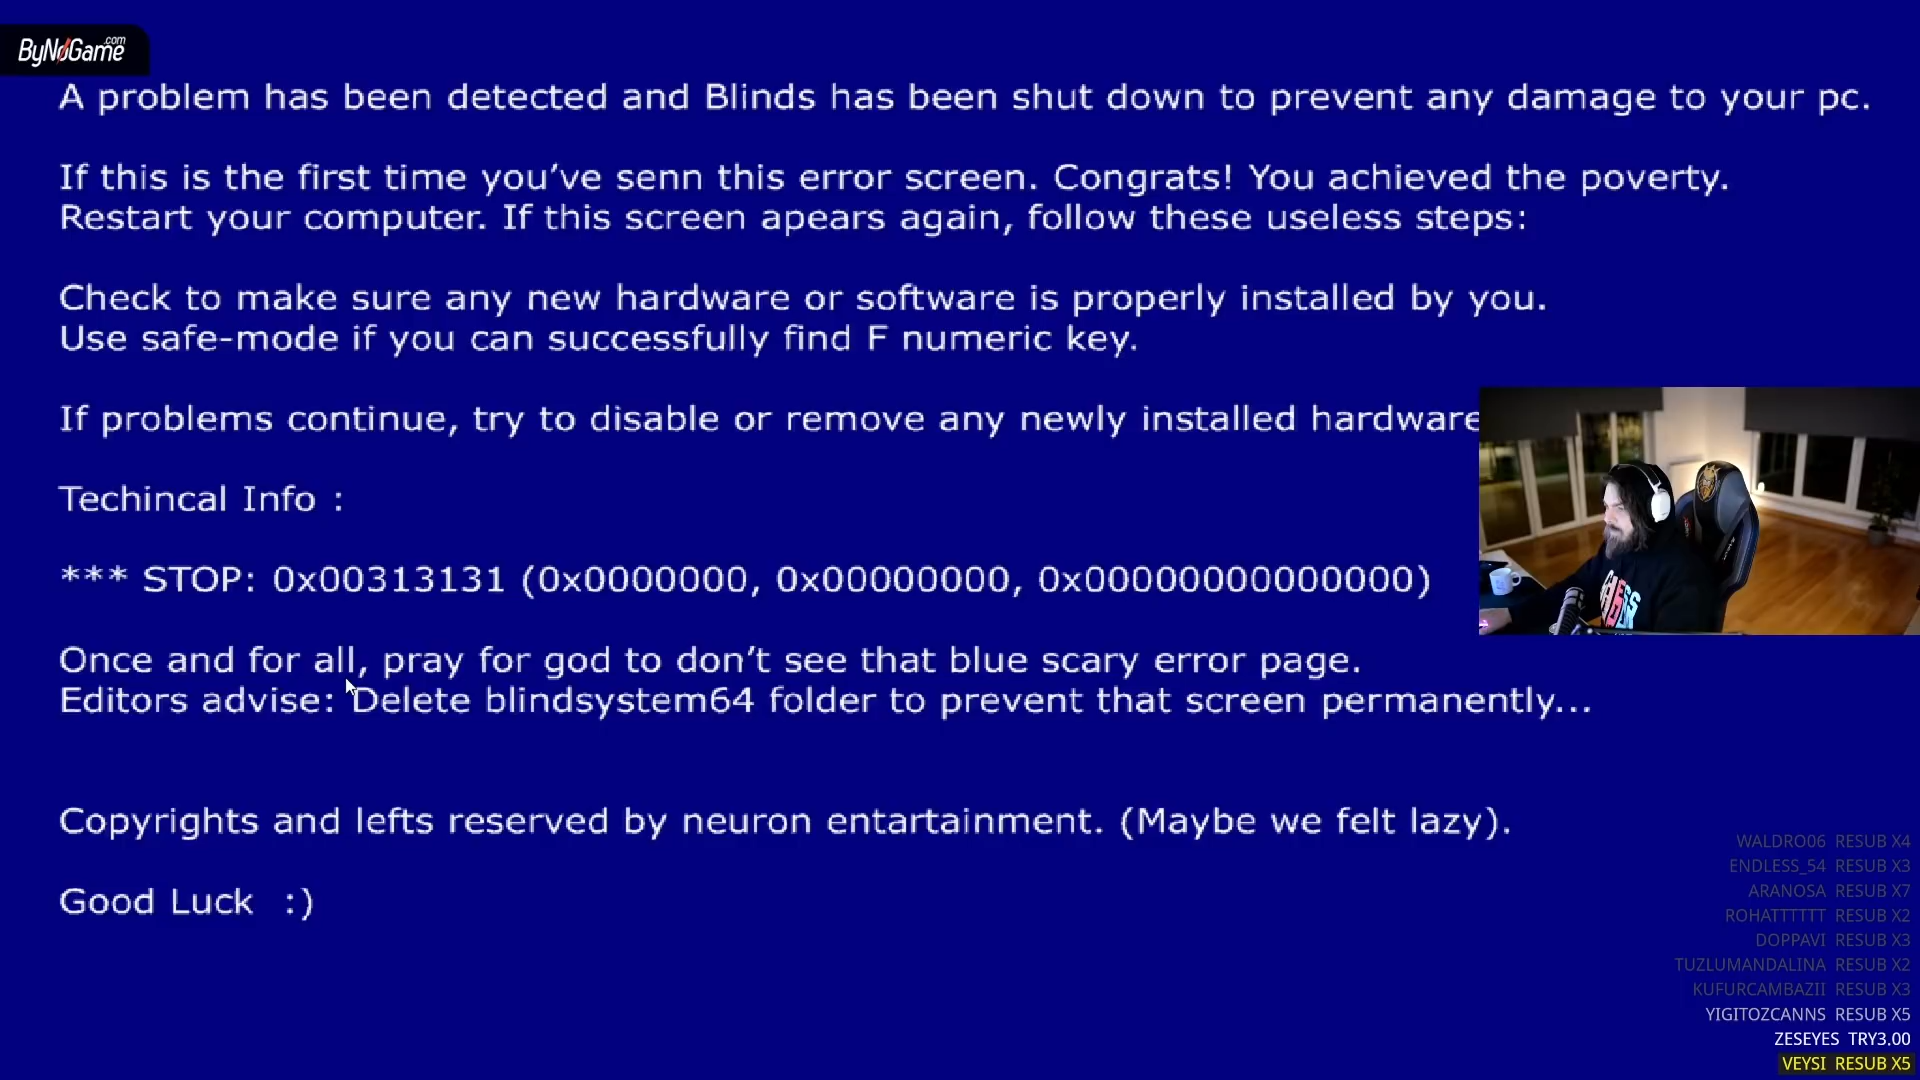 ByNoGame.com
A problem has been detected and Blinds has been shut down to prevent any damage to your pc.
If this is the first time you've senn this error screen. Congrats! You achieved the poverty.
Restart your computer. If this screen apears again, follow these useless steps:
Check to make sure any new hardware or software is properly installed by you.
Use safe-mode if you can successfully find F numeric key.
If problems continue, try to disable or remove any newly installed hardware
Techincal Info :
*** STOP: 0x00313131 (0x0000000, 0x00000000, 0x00000000000000)
Once and for all, pray for god to don't see that blue scary error page.
Editors advise: Delete blindsystem64 folder to prevent that screen permanently...
Copyrights and lefts reserved by neuron entartainment. (Maybe we felt lazy).
Good Luck :)
WALDRO06 RESUB X4
ENDLESS_54 RESUB X3
ARANOSA RESUB X7
ROHATTTTTT RESUB X2
DOPPAVI RESUB X3
TUZLUMANDALINA RESUB X2
KUFURCAMBAZII RESUB X3
YIGITOZCANNS RESUB X5
ZESEYES TRY3.00
VEYSI RESUB X5